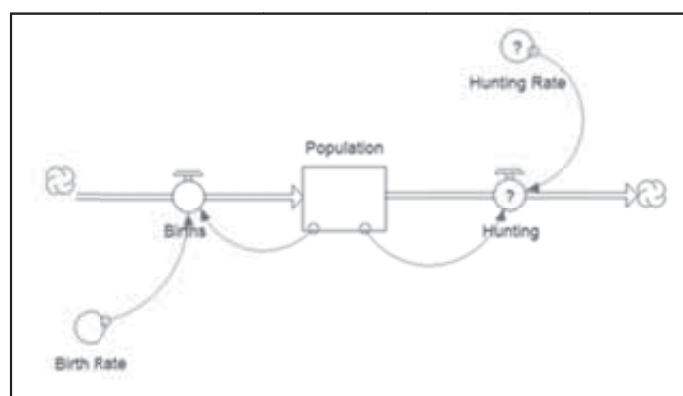 ?
Hunting Rate
Population
?
Births
Hunting
Birth Rate